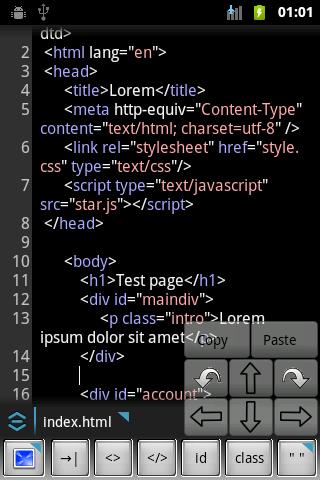 01:01
dtd>
2 <html lang="en">
3 <head>
4 <title>Lorem</title>
5 <meta http-equiv="Content-Type"
content="text/html; charset=utf-8" />
6 <link rel="stylesheet" href="style.
css" type="text/css"/>
7 <script type="text/javascript"
src="star.js"></script>
8 </head>
9
10 <body>
11 <h1>Test page</h1>
12 <div id="maindiv">
13 <p class="intro">Lorem
ipsum dolor sit amet</p>
Copy Paste
14 </div>
15
16 <div id="account">
index.html
→| <> </> id class " "